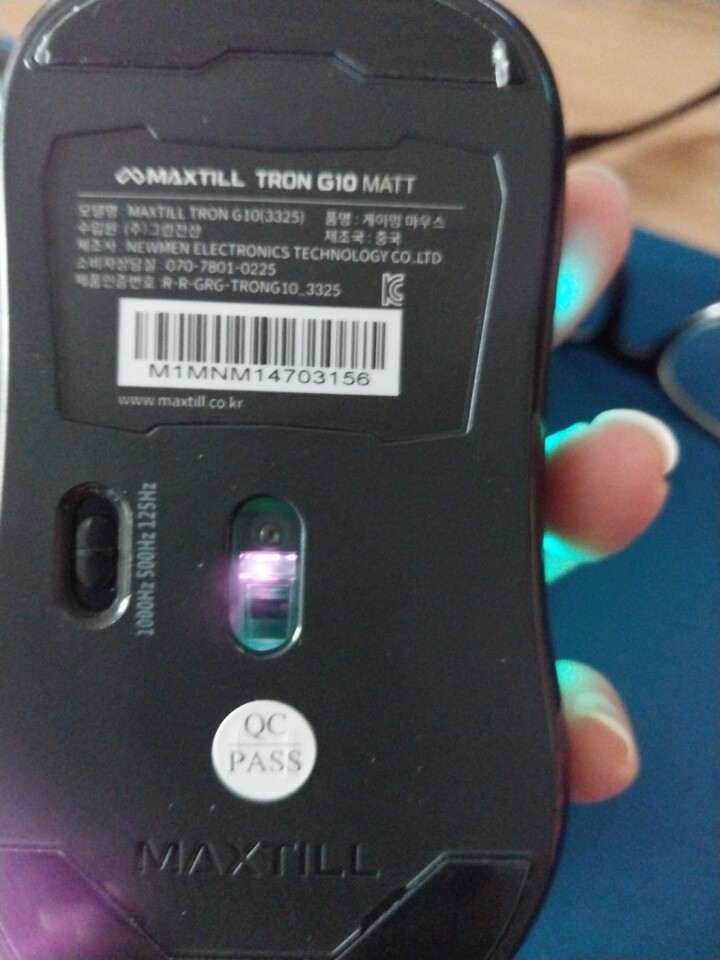 MAXTILL TRON G10 MATT
모델명 : MAXTILL TRON G10(3325) 품명 : 게이밍 마우스
수입원 : (주)그린전산 제조국 : 중국
제조자 : NEWMEN ELECTRONICS TECHNOLOGY CO.,LTD
소비자상담실 : 070-7801-0225
제품인증번호 R-R-GRG-TRONG10_3325
M1MNM14703156
www.maxtill.co.kr
1000Hz 500Hz 125Hz
QC
PASS
MAXTILL